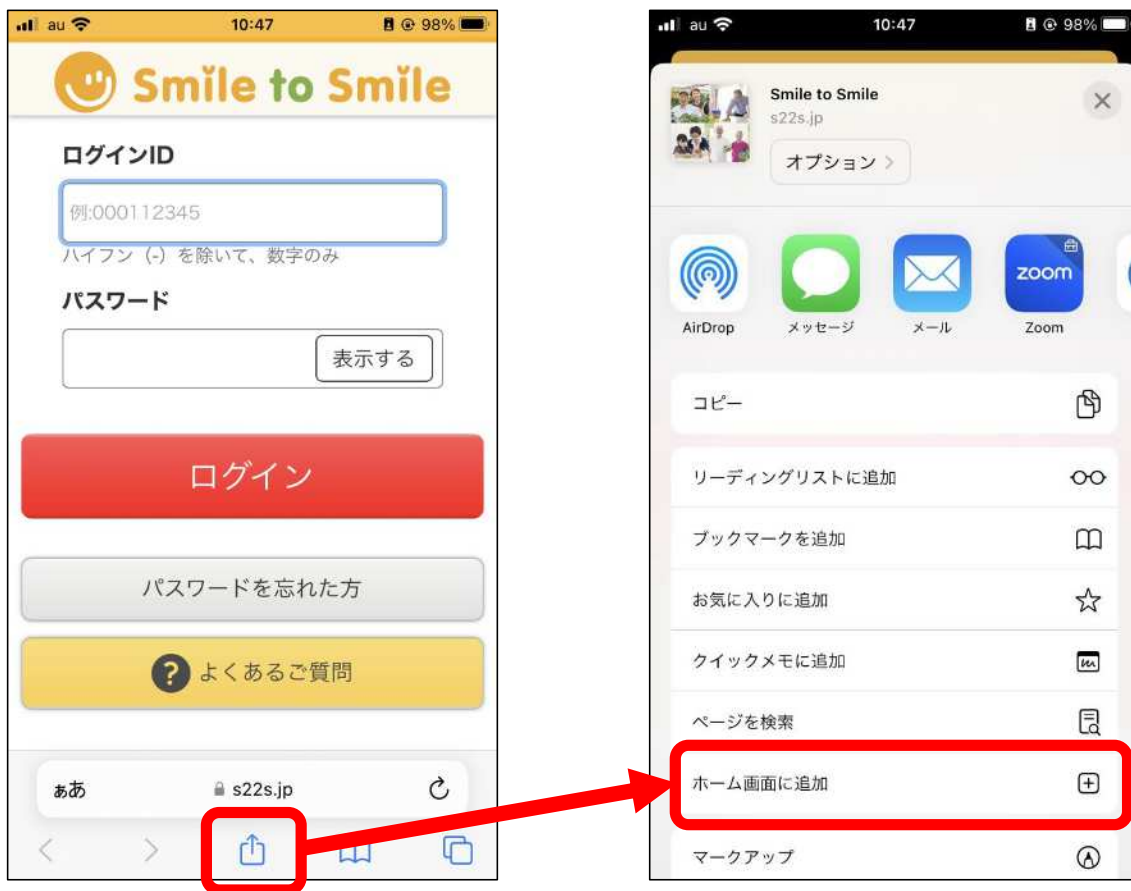 au 10:47 98%
Smile to Smile
ログインID
例:000112345
ハイフン（-）を除いて、数字のみ
パスワード
表示する
ログイン
パスワードを忘れた方
? よくあるご質問
ぁあ s22s.jp
au 10:47 98%
Smile to Smile
s22s.jp
オプション
AirDrop メッセージ メール Zoom
zoom
コピー
リーディングリストに追加
ブックマークを追加
お気に入りに追加
クイックメモに追加
ページを検索
ホーム画面に追加
マークアップ